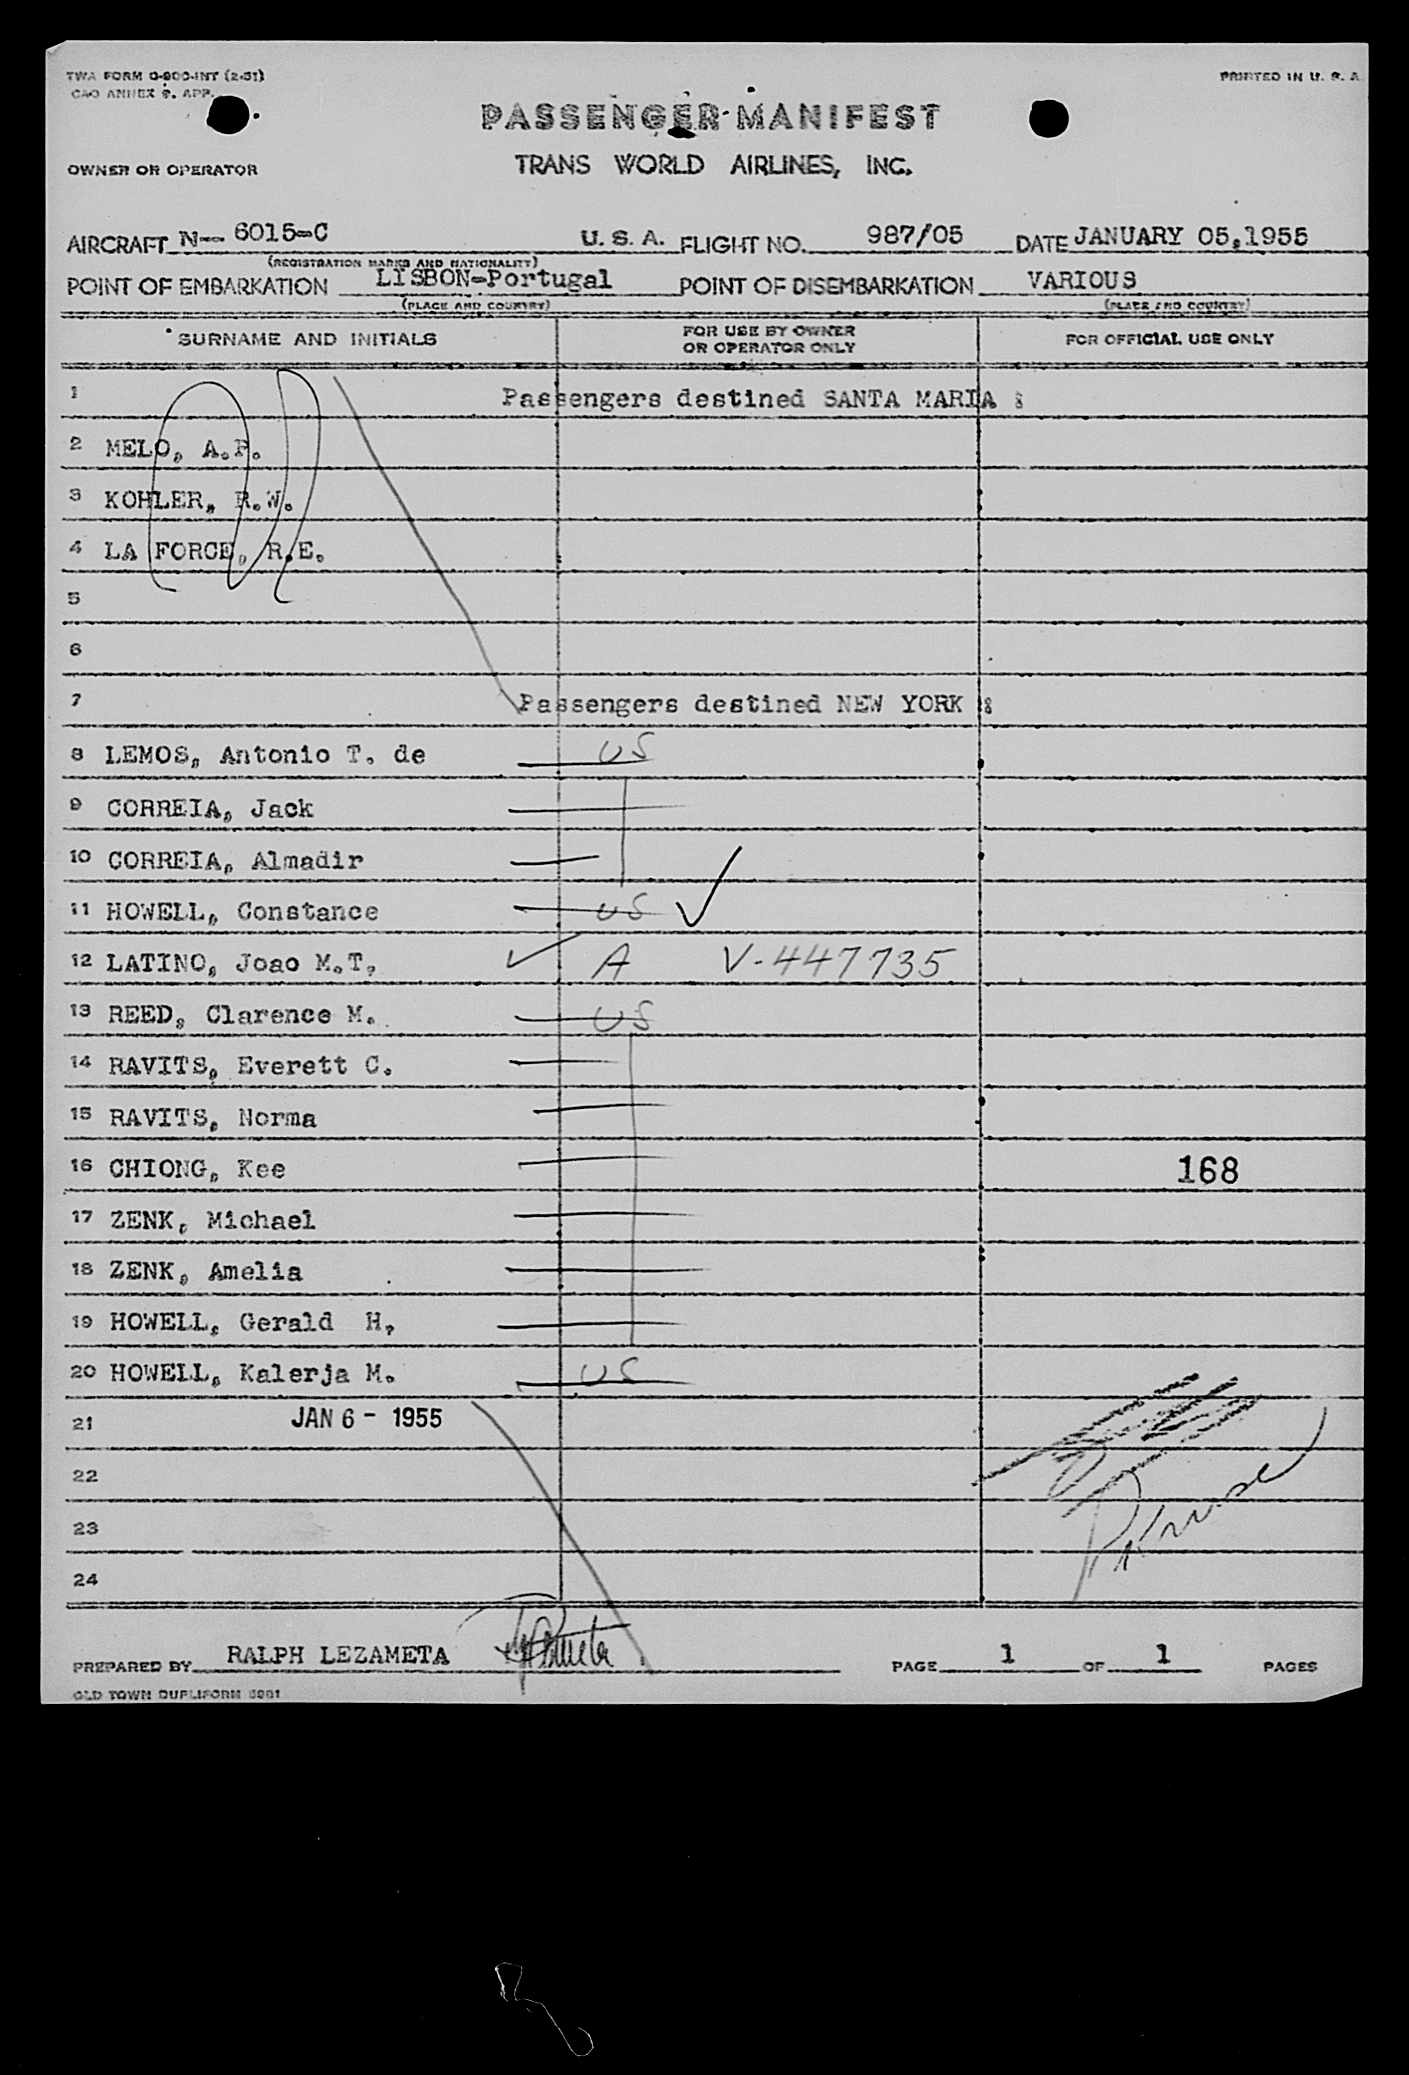 TWA FORM O-900-INT (2-51)
CAO ANNEX 9. APP.
PRINTED IN U. S. A.
PASSENGER MANIFEST
OWNER OR OPERATOR
TRANS WORLD AIRLINES, INC.
AIRCRAFT N-- 6015-C U. S. A. FLIGHT NO. 987/05 DATE JANUARY 05,1955
(REGISTRATION MARKS AND NATIONALITY)
POINT OF EMBARKATION LISBON-Portugal POINT OF DISEMBARKATION VARIOUS
(PLACE AND COUNTRY) (PLACE AND COUNTRY)
SURNAME AND INITIALS FOR USE BY OWNER OR OPERATOR ONLY FOR OFFICIAL USE ONLY
1 Passengers destined SANTA MARIA :
2 MELO, A.P.
3 KOHLER, R.W.
4 LA FORCE, R.E.
5
6
7 Passengers destined NEW YORK :
8 LEMOS, Antonio T. de US
9 CORREIA, Jack
10 CORREIA, Almadir
11 HOWELL, Constance US ✓
12 LATINO, Joao M.T. ✓ A V-447735
13 REED, Clarence M. US
14 RAVITS, Everett C.
15 RAVITS, Norma
16 CHIONG, Kee 168
17 ZENK, Michael
18 ZENK, Amelia
19 HOWELL, Gerald H.
20 HOWELL, Kalerja M. US
21 JAN 6 - 1955
22
23
24
PREPARED BY RALPH LEZAMETA PAGE 1 OF 1 PAGES
OLD TOWN DUPLIFORM